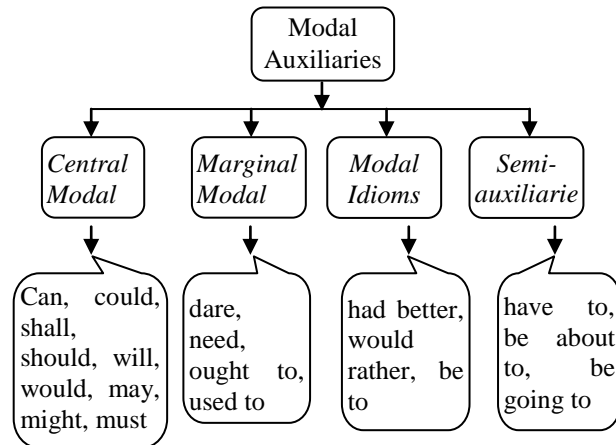 Modal
Auxiliaries
Central
Modal
Marginal
Modal
Modal
Idioms
Semi-
auxiliarie
Can, could,
shall,
should, will,
would, may,
might, must
dare,
need,
ought to,
used to
had better,
would
rather, be
to
have to,
be about
to, be
going to